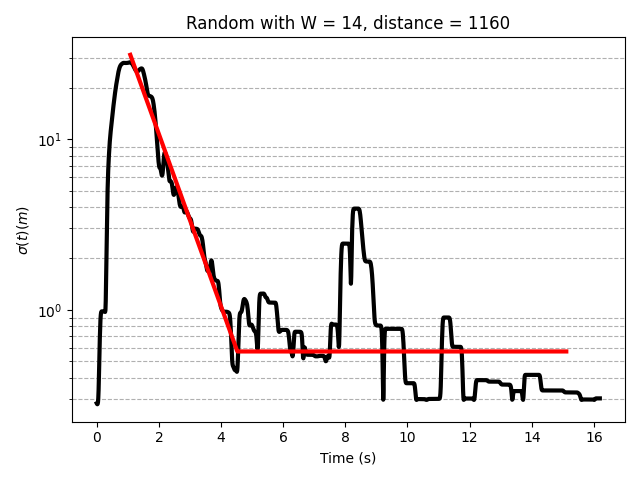 Random with W = 14, distance = 1160
σ(t)(m)
10¹
10⁰
0 2 4 6 8 10 12 14 16
Time (s)